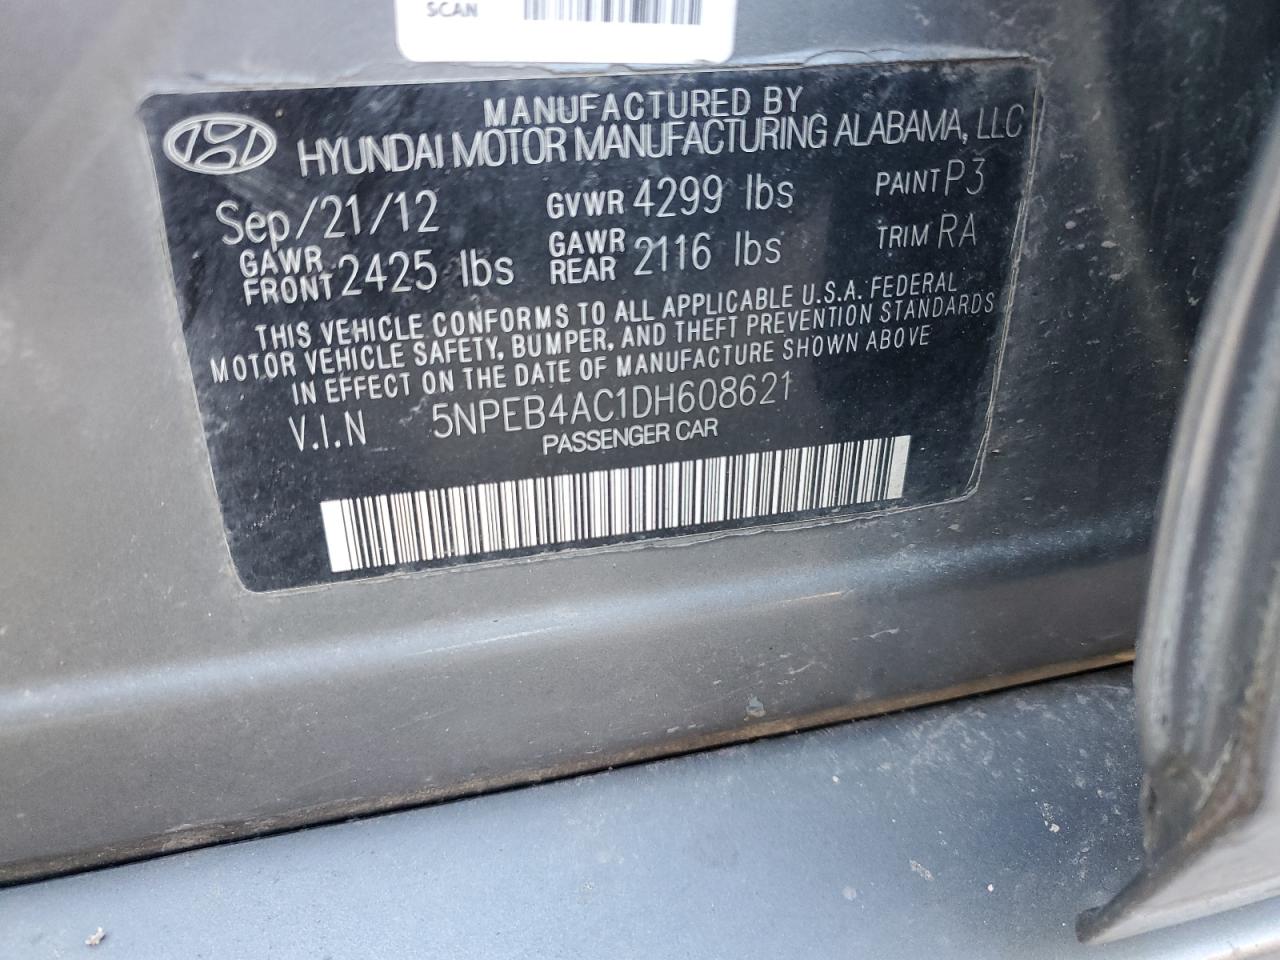 SCAN
MANUFACTURED BY
HYUNDAI MOTOR MANUFACTURING ALABAMA, LLC
Sep/21/12 GVWR 4299 lbs PAINT P3
GAWR FRONT 2425 lbs GAWR REAR 2116 lbs TRIM RA
THIS VEHICLE CONFORMS TO ALL APPLICABLE U.S.A. FEDERAL
MOTOR VEHICLE SAFETY, BUMPER, AND THEFT PREVENTION STANDARDS
IN EFFECT ON THE DATE OF MANUFACTURE SHOWN ABOVE
V.I.N 5NPEB4AC1DH608621
PASSENGER CAR